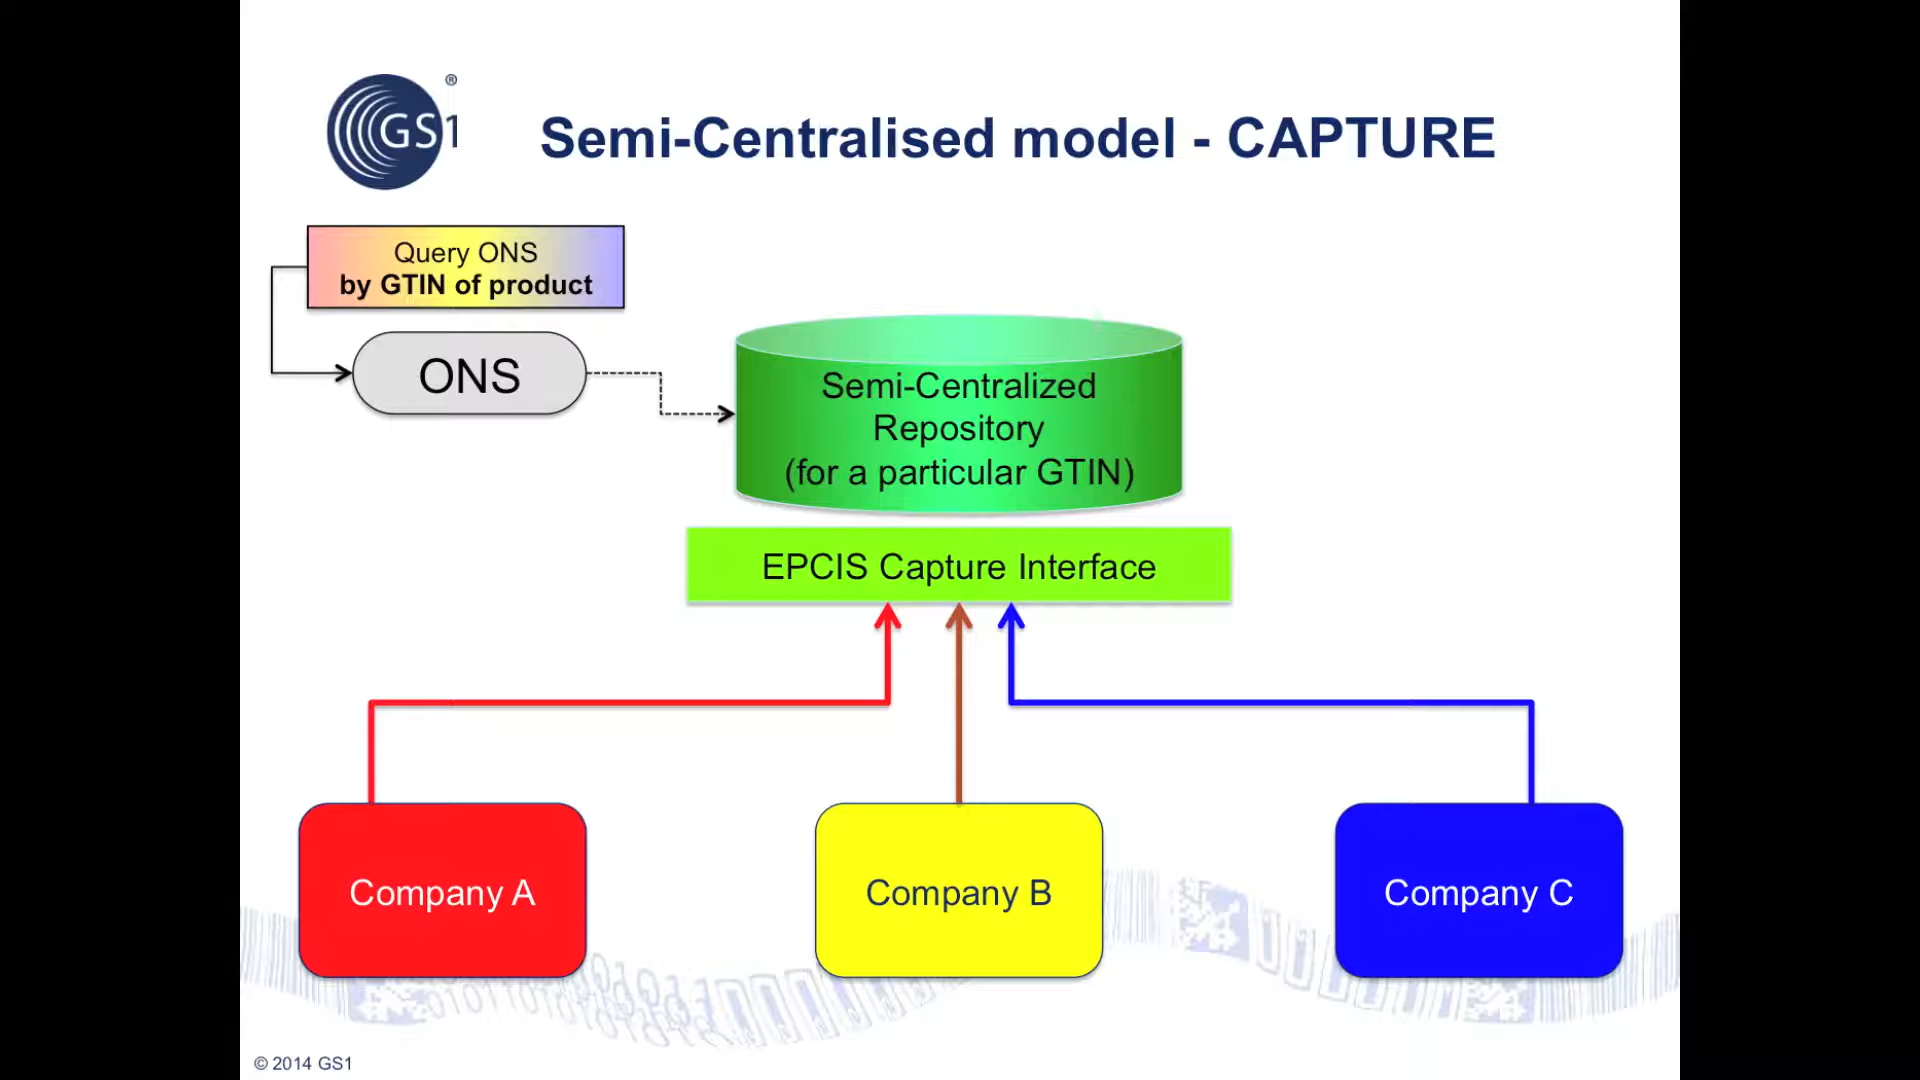 GS1 ®
Semi-Centralised model - CAPTURE
Query ONS
by GTIN of product
ONS
Semi-Centralized
Repository
(for a particular GTIN)
EPCIS Capture Interface
Company A
Company B
Company C
© 2014 GS1